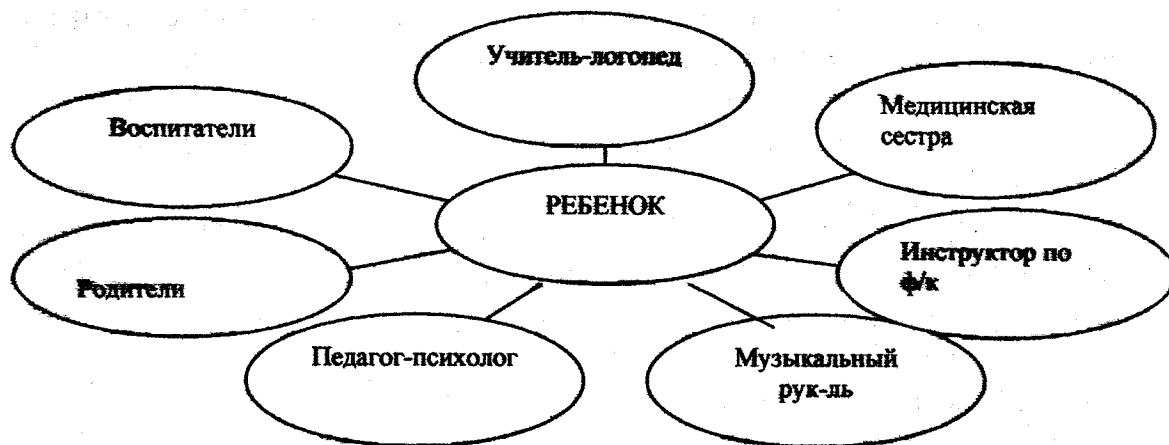 Учитель-логопед
Воспитатели
Медицинская
сестра
РЕБЕНОК
Родители
Инструктор по
ф/к
Педагог-психолог
Музыкальный
рук-ль